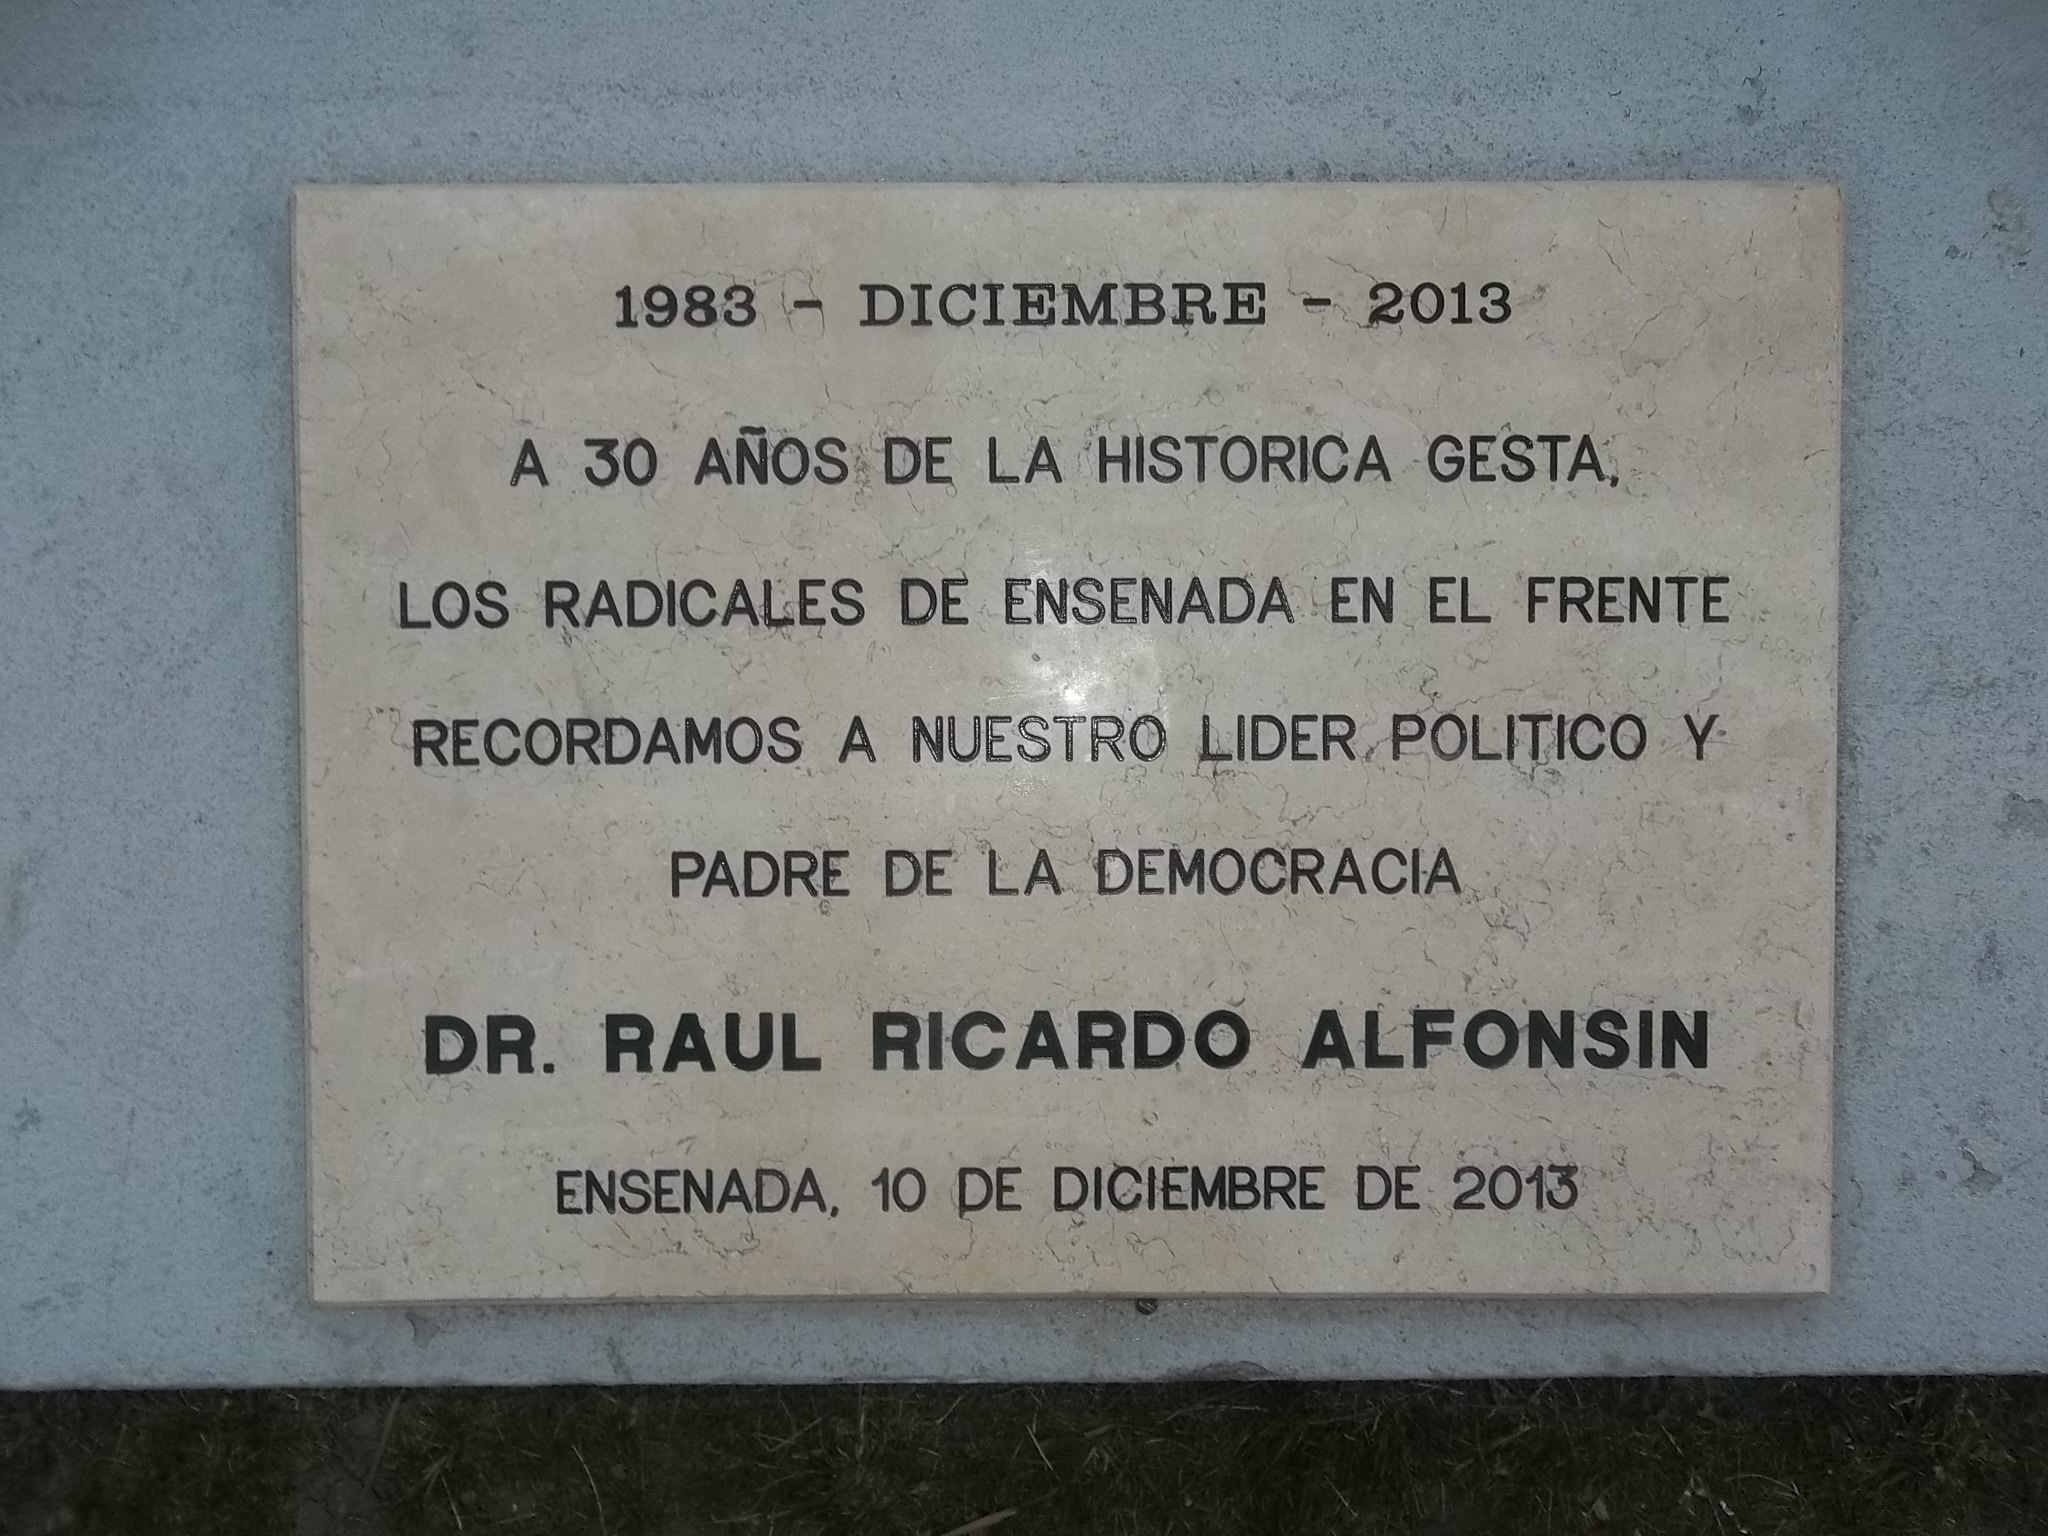 1983 - DICIEMBRE - 2013
A 30 AÑOS DE LA HISTORICA GESTA,
LOS RADICALES DE ENSENADA EN EL FRENTE
RECORDAMOS A NUESTRO LIDER POLITICO Y
PADRE DE LA DEMOCRACIA
DR. RAUL RICARDO ALFONSIN
ENSENADA, 10 DE DICIEMBRE DE 2013